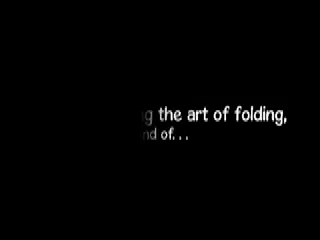 the art of folding,
of...